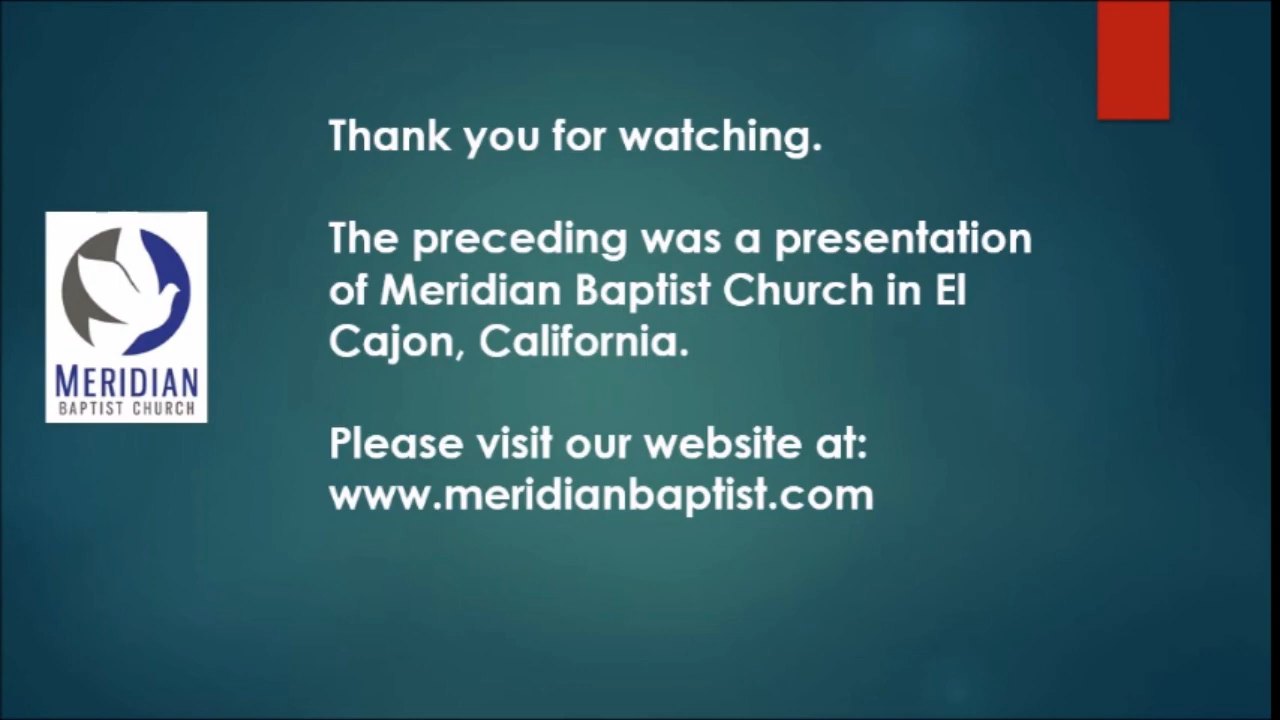 Thank you for watching.
The preceding was a presentation
of Meridian Baptist Church in El
Cajon, California.
Please visit our website at:
www.meridianbaptist.com
MERIDIAN
BAPTIST CHURCH